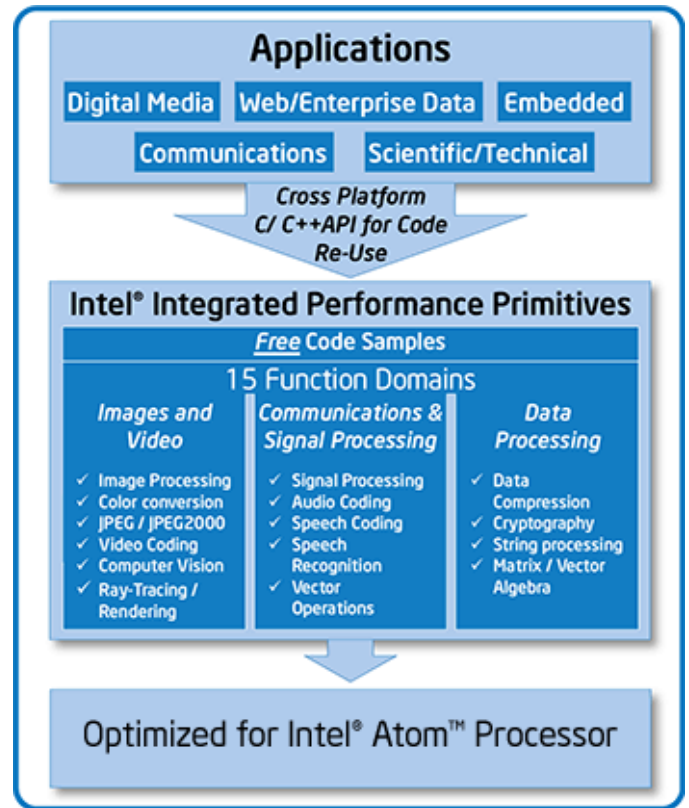 Applications
Digital Media
Web/Enterprise Data
Embedded
Communications
Scientific/Technical
Cross Platform
C/ C++API for Code
Re-Use
Intel® Integrated Performance Primitives
Free Code Samples
15 Function Domains
Images and
Video
✓ Image Processing
✓ Color conversion
✓ JPEG / JPEG2000
✓ Video Coding
✓ Computer Vision
✓ Ray-Tracing /
Rendering
Communications &
Signal Processing
✓ Signal Processing
✓ Audio Coding
✓ Speech Coding
✓ Speech
Recognition
✓ Vector
Operations
Data
Processing
✓ Data
Compression
✓ Cryptography
✓ String processing
✓ Matrix / Vector
Algebra
Optimized for Intel® Atom™ Processor